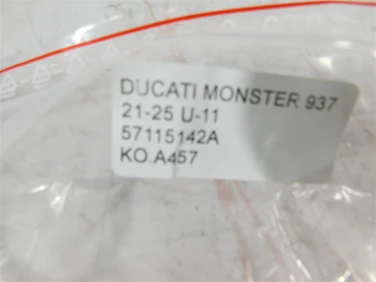 DUCATI MONSTER 937
21-25 U-11
57115142A
KO.A457